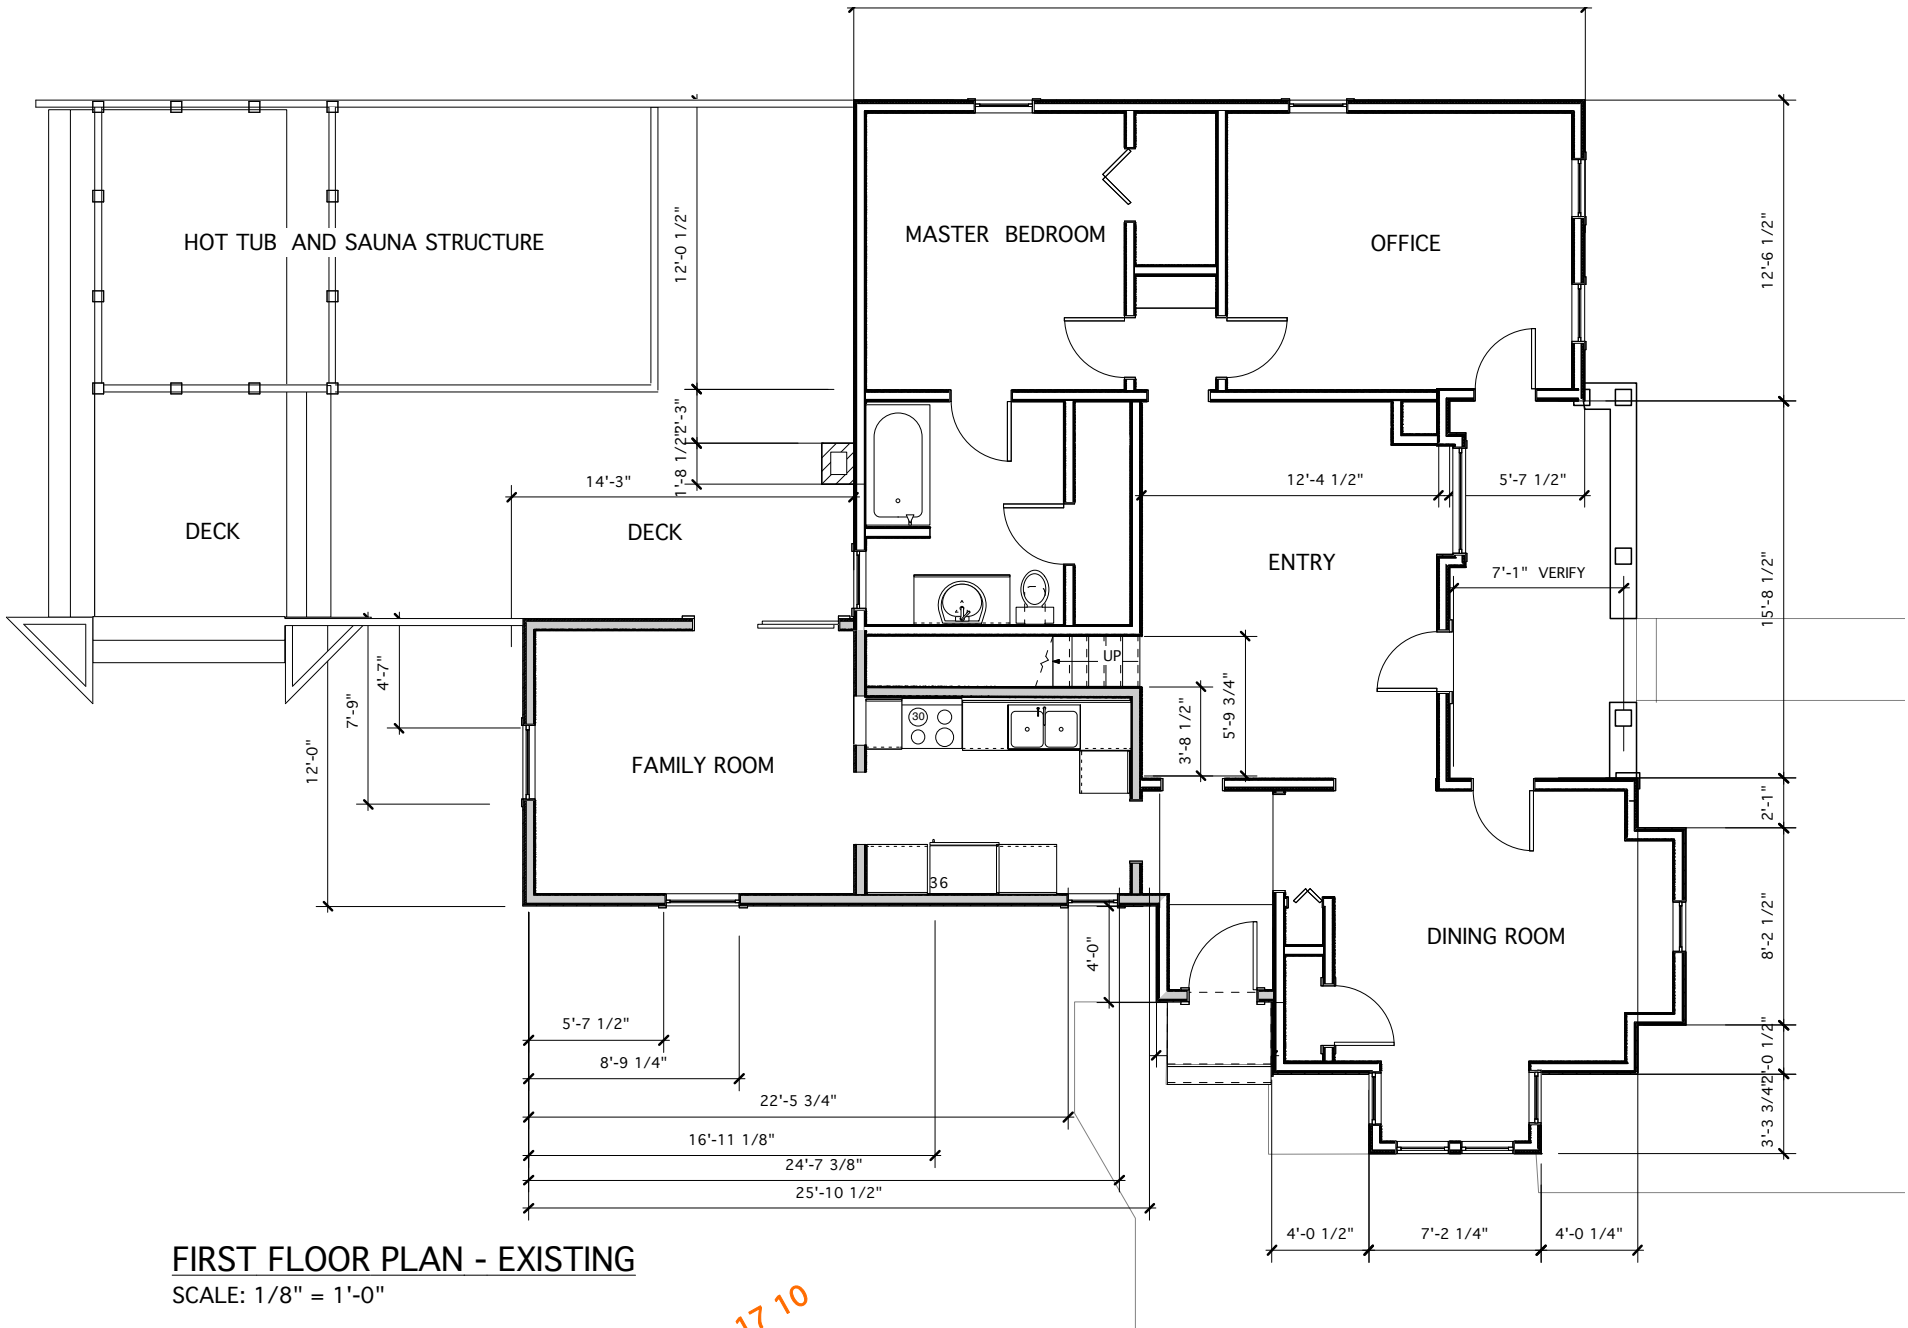 HOT TUB AND SAUNA STRUCTURE
MASTER BEDROOM
OFFICE
12'-0 1/2"
12'-6 1/2"
2'-3"
1'-8 1/2"
14'-3"
12'-4 1/2"
5'-7 1/2"
DECK
DECK
ENTRY
7'-1" VERIFY
15'-8 1/2"
UP
4'-7"
7'-9"
12'-0"
5'-9 3/4"
3'-8 1/2"
30
FAMILY ROOM
2'-1"
36
DINING ROOM
8'-2 1/2"
4'-0"
5'-7 1/2"
8'-9 1/4"
2'-0 1/2"
22'-5 3/4"
3'-3 3/4"
16'-11 1/8"
24'-7 3/8"
25'-10 1/2"
4'-0 1/2"
7'-2 1/4"
4'-0 1/4"
FIRST FLOOR PLAN - EXISTING
SCALE: 1/8" = 1'-0"
17 10